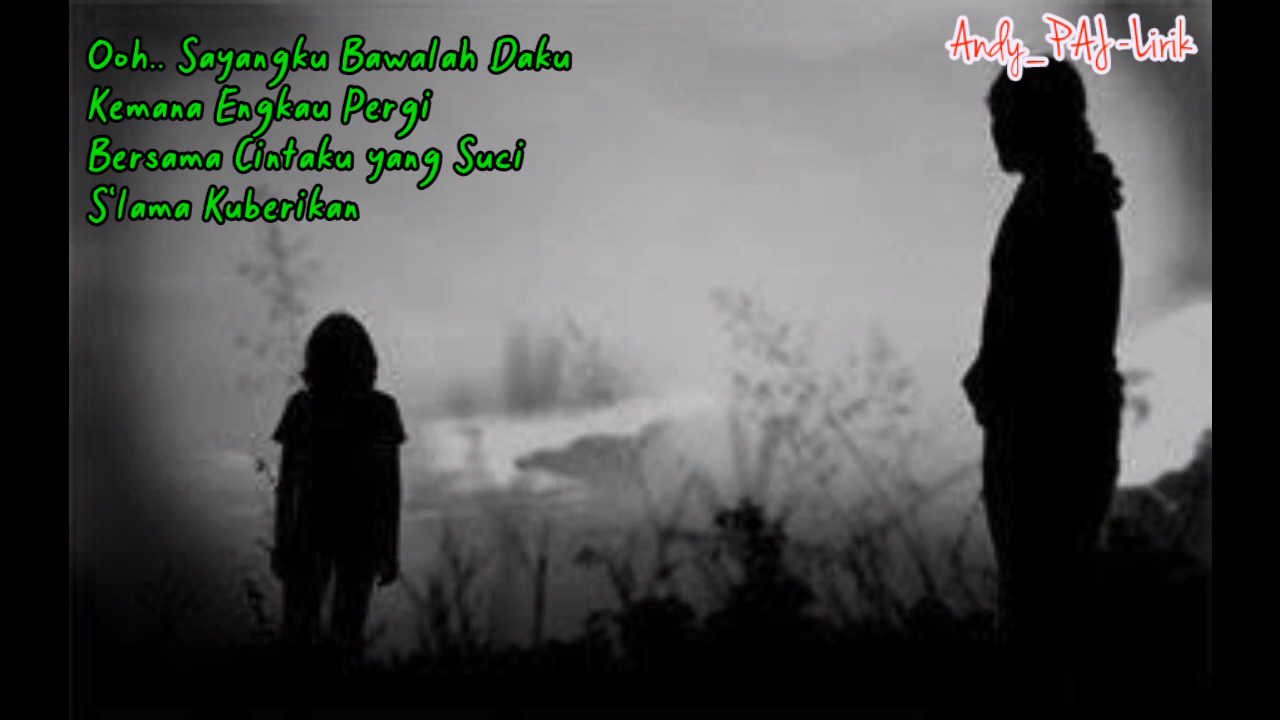 Ooh.. Sayangku Bawalah Daku
Kemana Engkau Pergi
Bersama Cintaku yang Suci
S'lama Kuberikan
Andy_PAJ-Lirik